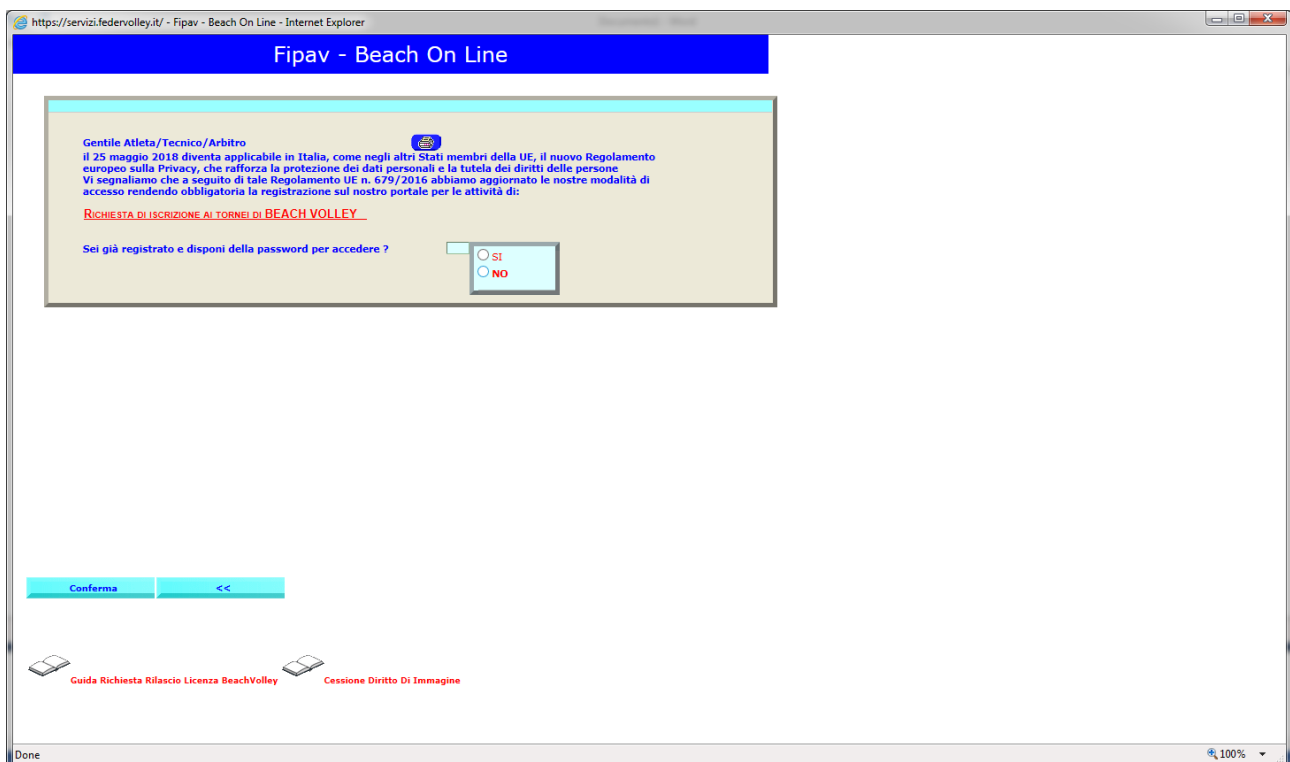 https://servizi.federvolley.it/ - Fipav - Beach On Line - Internet Explorer
Fipav - Beach On Line
Gentile Atleta/Tecnico/Arbitro
il 25 maggio 2018 diventa applicabile in Italia, come negli altri Stati membri della UE, il nuovo Regolamento
europeo sulla Privacy, che rafforza la protezione dei dati personali e la tutela dei diritti delle persone
Vi segnaliamo che a seguito di tale Regolamento UE n. 679/2016 abbiamo aggiornato le nostre modalità di
accesso rendendo obbligatoria la registrazione sul nostro portale per le attività di:
RICHIESTA DI ISCRIZIONE AI TORNEI DI BEACH VOLLEY
Sei già registrato e disponi della password per accedere ?
SI
NO
Conferma
<<
Guida Richiesta Rilascio Licenza BeachVolley
Cessione Diritto Di Immagine
Done
100%